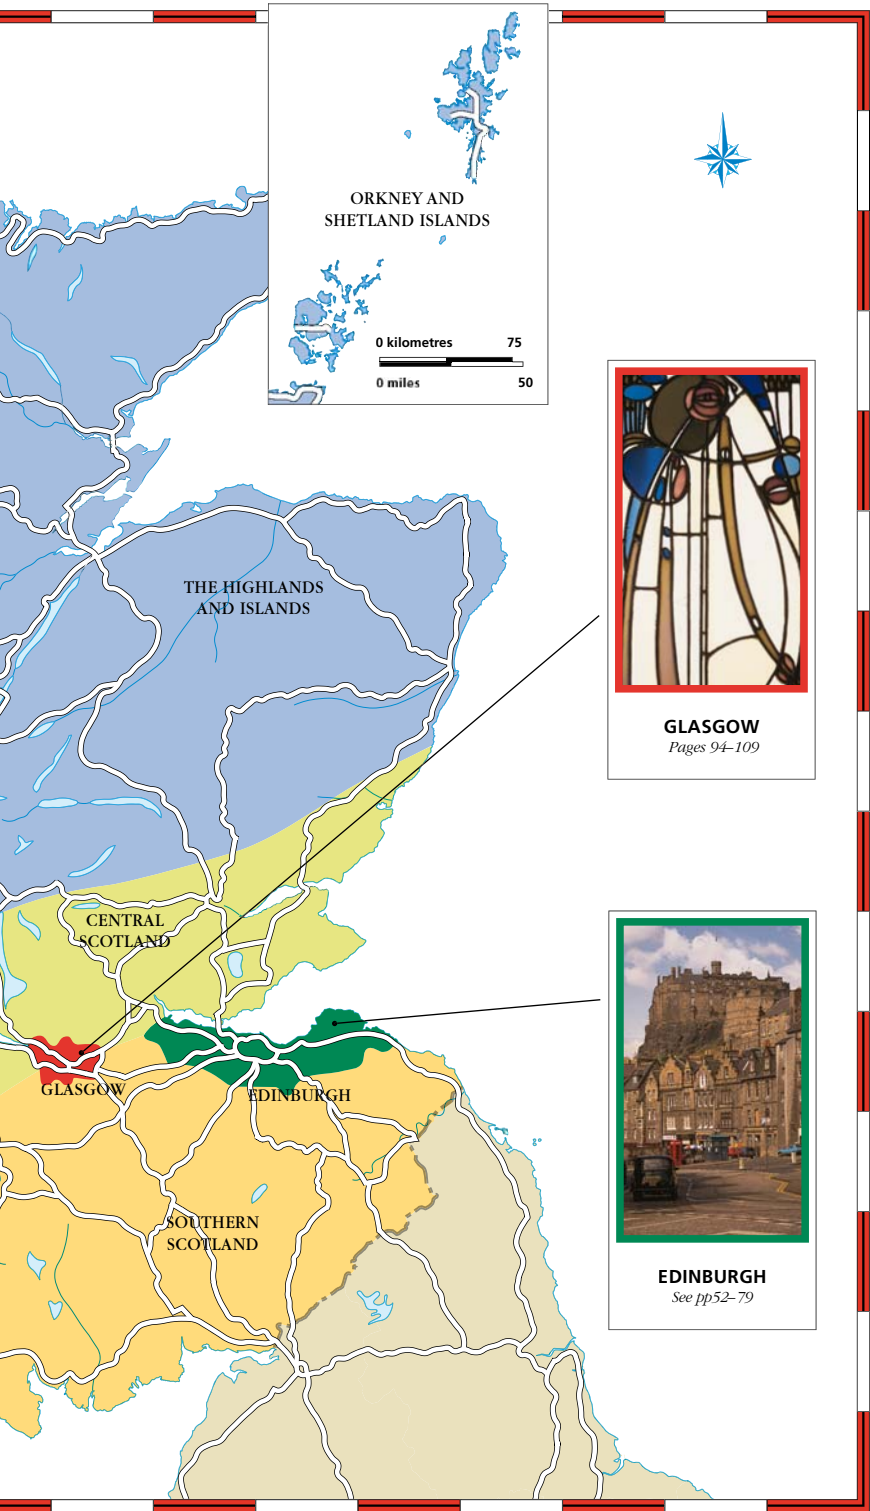 ORKNEY AND
SHETLAND ISLANDS
0 kilometres 75
0 miles 50
THE HIGHLANDS
AND ISLANDS
GLASGOW
Pages 94–109
CENTRAL
SCOTLAND
GLASGOW
EDINBURGH
SOUTHERN
SCOTLAND
EDINBURGH
See pp52–79